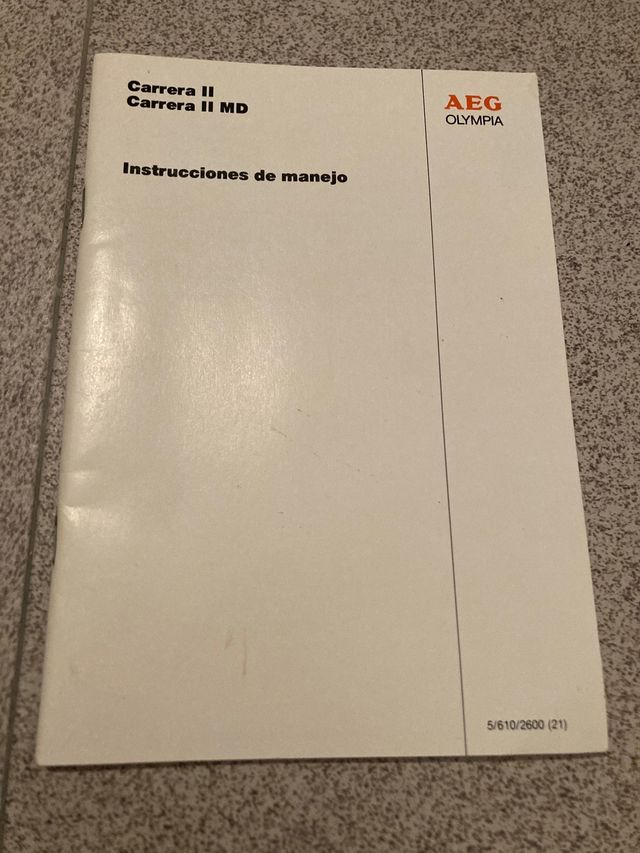 Carrera II
Carrera II MD
Instrucciones de manejo
AEG
OLYMPIA
5/610/2600 (21)